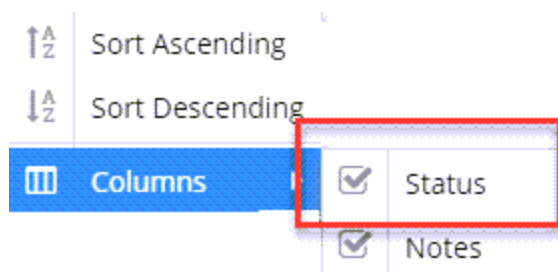 Sort Ascending
Sort Descending
Columns
Status
Notes